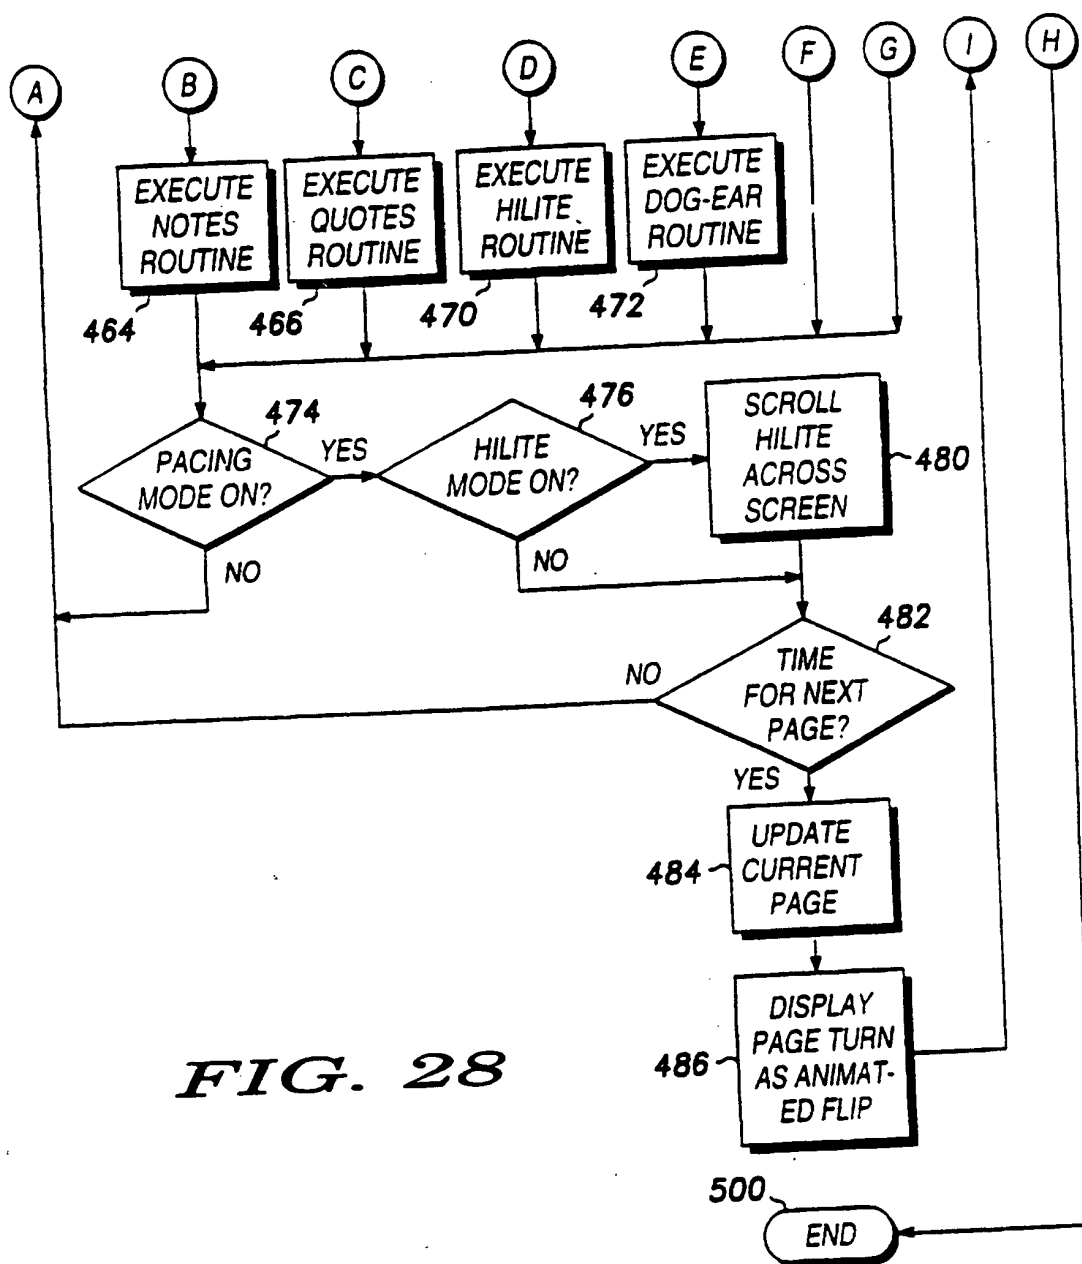 A
B
C
D
E
F
G
I
H
EXECUTE
NOTES
ROUTINE
464
EXECUTE
QUOTES
ROUTINE
466
EXECUTE
HILITE
ROUTINE
470
EXECUTE
DOG-EAR
ROUTINE
472
PACING
MODE ON?
474
YES
NO
HILITE
MODE ON?
476
YES
NO
SCROLL
HILITE
ACROSS
SCREEN
480
TIME
FOR NEXT
PAGE?
482
NO
YES
UPDATE
CURRENT
PAGE
484
DISPLAY
PAGE TURN
AS ANIMAT-
ED FLIP
486
FIG. 28
500
END